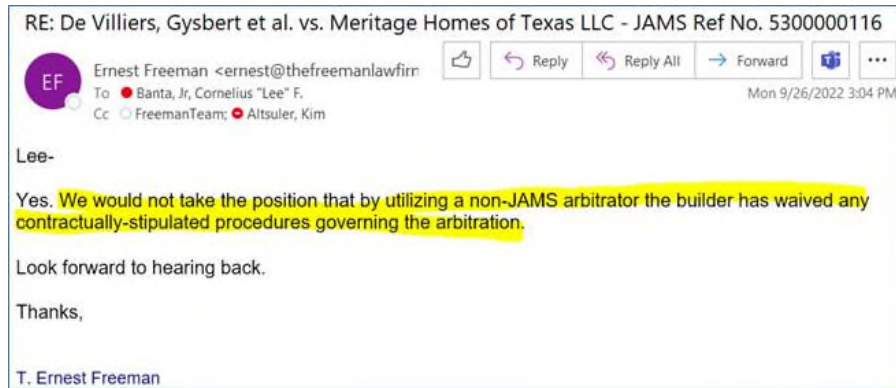 RE: De Villiers, Gysbert et al. vs. Meritage Homes of Texas LLC - JAMS Ref No. 5300000116
EF
Ernest Freeman <ernest@thefreemanlawfirn
Reply
Reply All
Forward
To Banta, Jr, Cornelius "Lee" F.
Mon 9/26/2022 3:04 PM
Cc FreemanTeam; Altsuler, Kim
Lee-
Yes. We would not take the position that by utilizing a non-JAMS arbitrator the builder has waived any
contractually-stipulated procedures governing the arbitration.
Look forward to hearing back.
Thanks,
T. Ernest Freeman